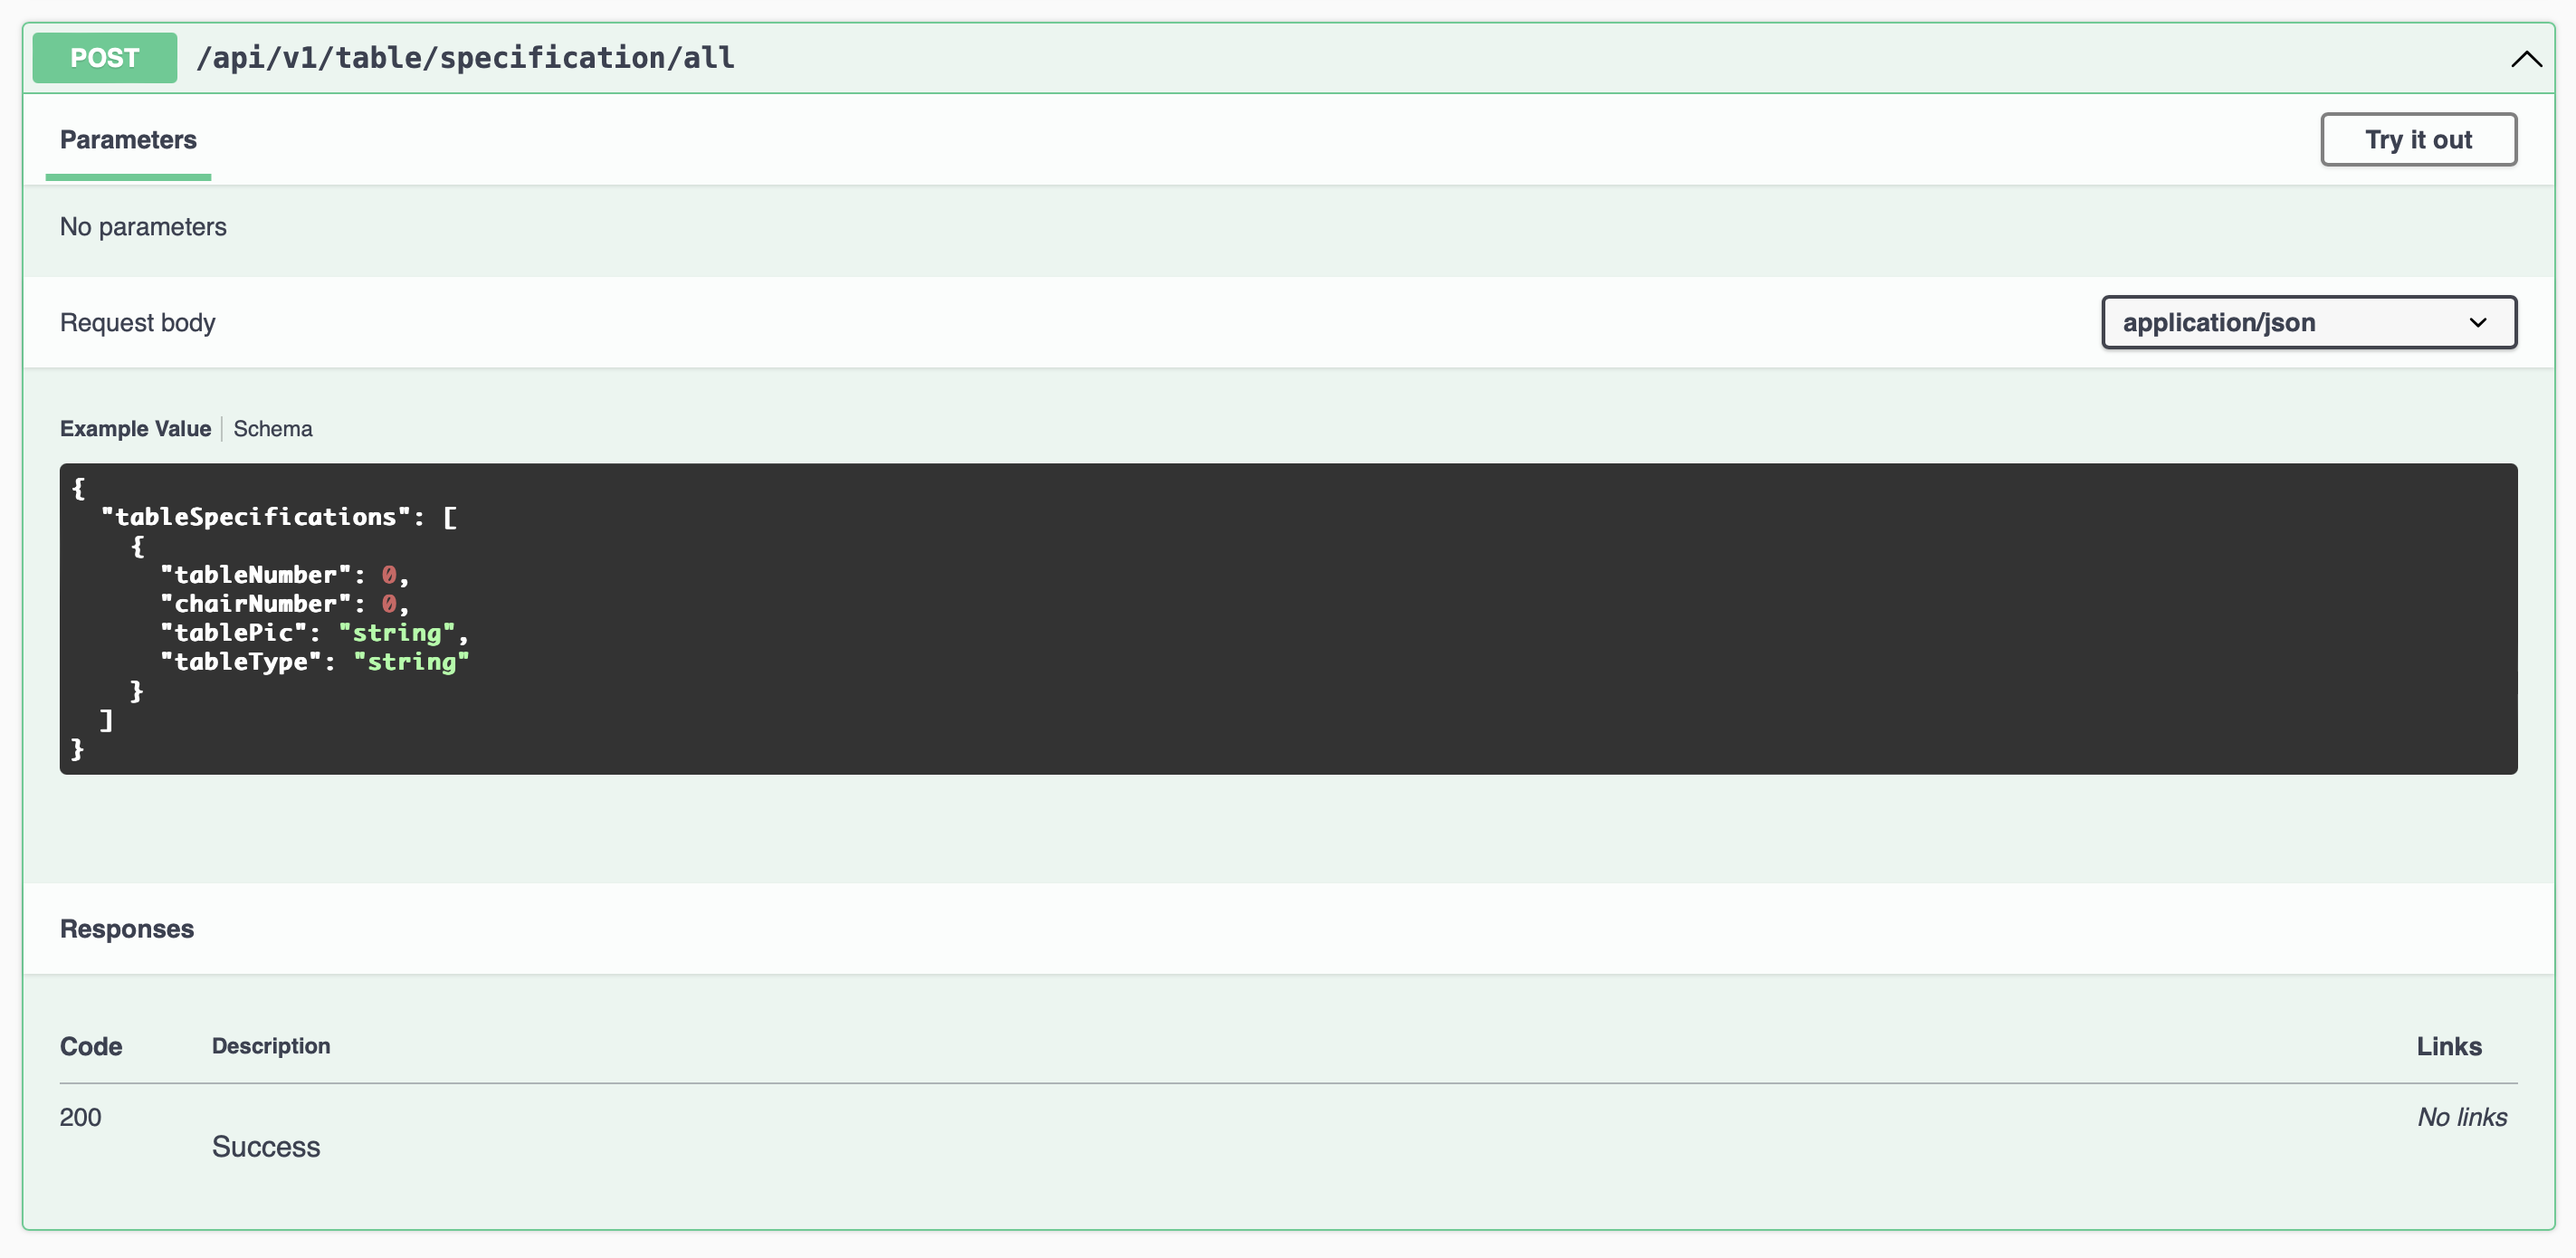 POST /api/v1/table/specification/all
Parameters
Try it out
No parameters
Request body
application/json
Example Value
Schema
{
  "tableSpecifications": [
    {
      "tableNumber": 0,
      "chairNumber": 0,
      "tablePic": "string",
      "tableType": "string"
    }
  ]
}
Responses
Code Description Links
200 No links
Success